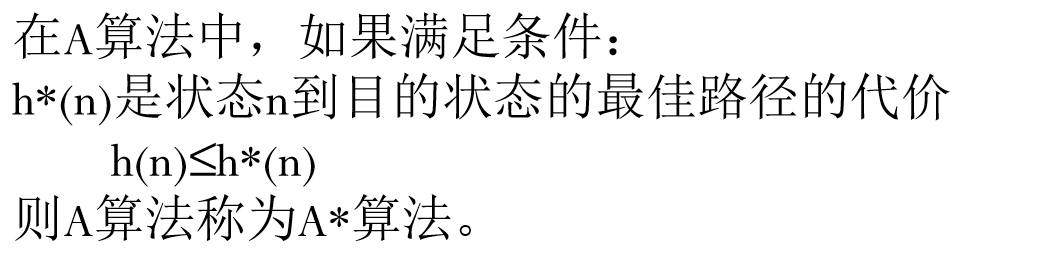 在A算法中，如果满足条件：
h*(n)是状态n到目的状态的最佳路径的代价
h(n)≤h*(n)
则A算法称为A*算法。